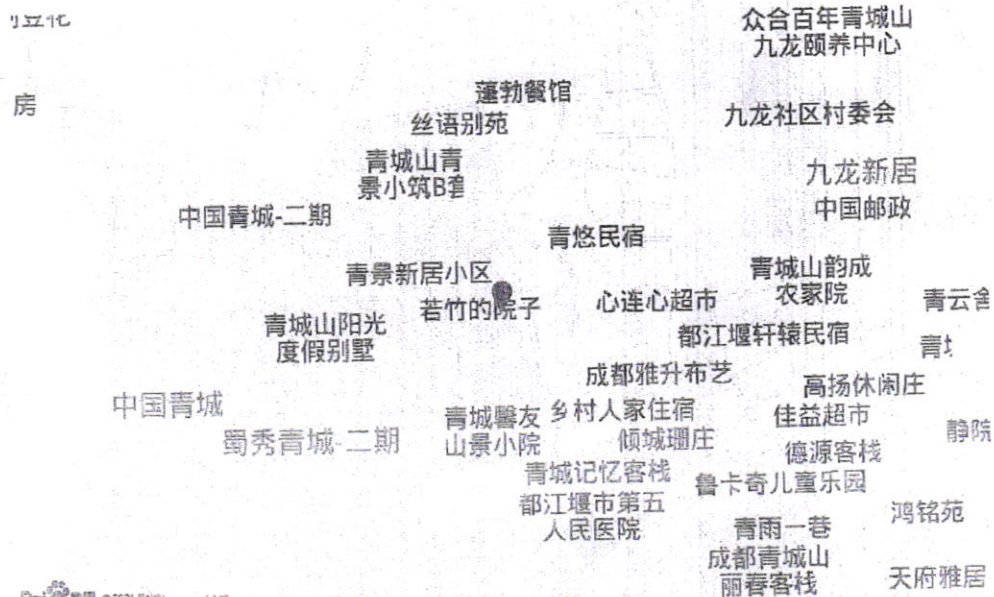 众合百年青城山
九龙颐养中心
房
蓬勃餐馆
丝语别苑
九龙社区村委会
青城山青
景小筑B套
九龙新居
中国青城-二期
中国邮政
青悠民宿
青景新居小区
青城山韵成
农家院
若竹的院子
心连心超市
青云舍
青城山阳光
度假别墅
都江堰轩辕民宿
青
成都雅升布艺
高扬休闲庄
中国青城
青城馨友
山景小院
乡村人家住宿
佳益超市
蜀秀青城-二期
倾城珊庄
静院
德源客栈
青城记忆客栈
鲁卡奇儿童乐园
都江堰市第五
人民医院
鸿铭苑
青雨一巷
成都青城山
丽春客栈
天府雅居